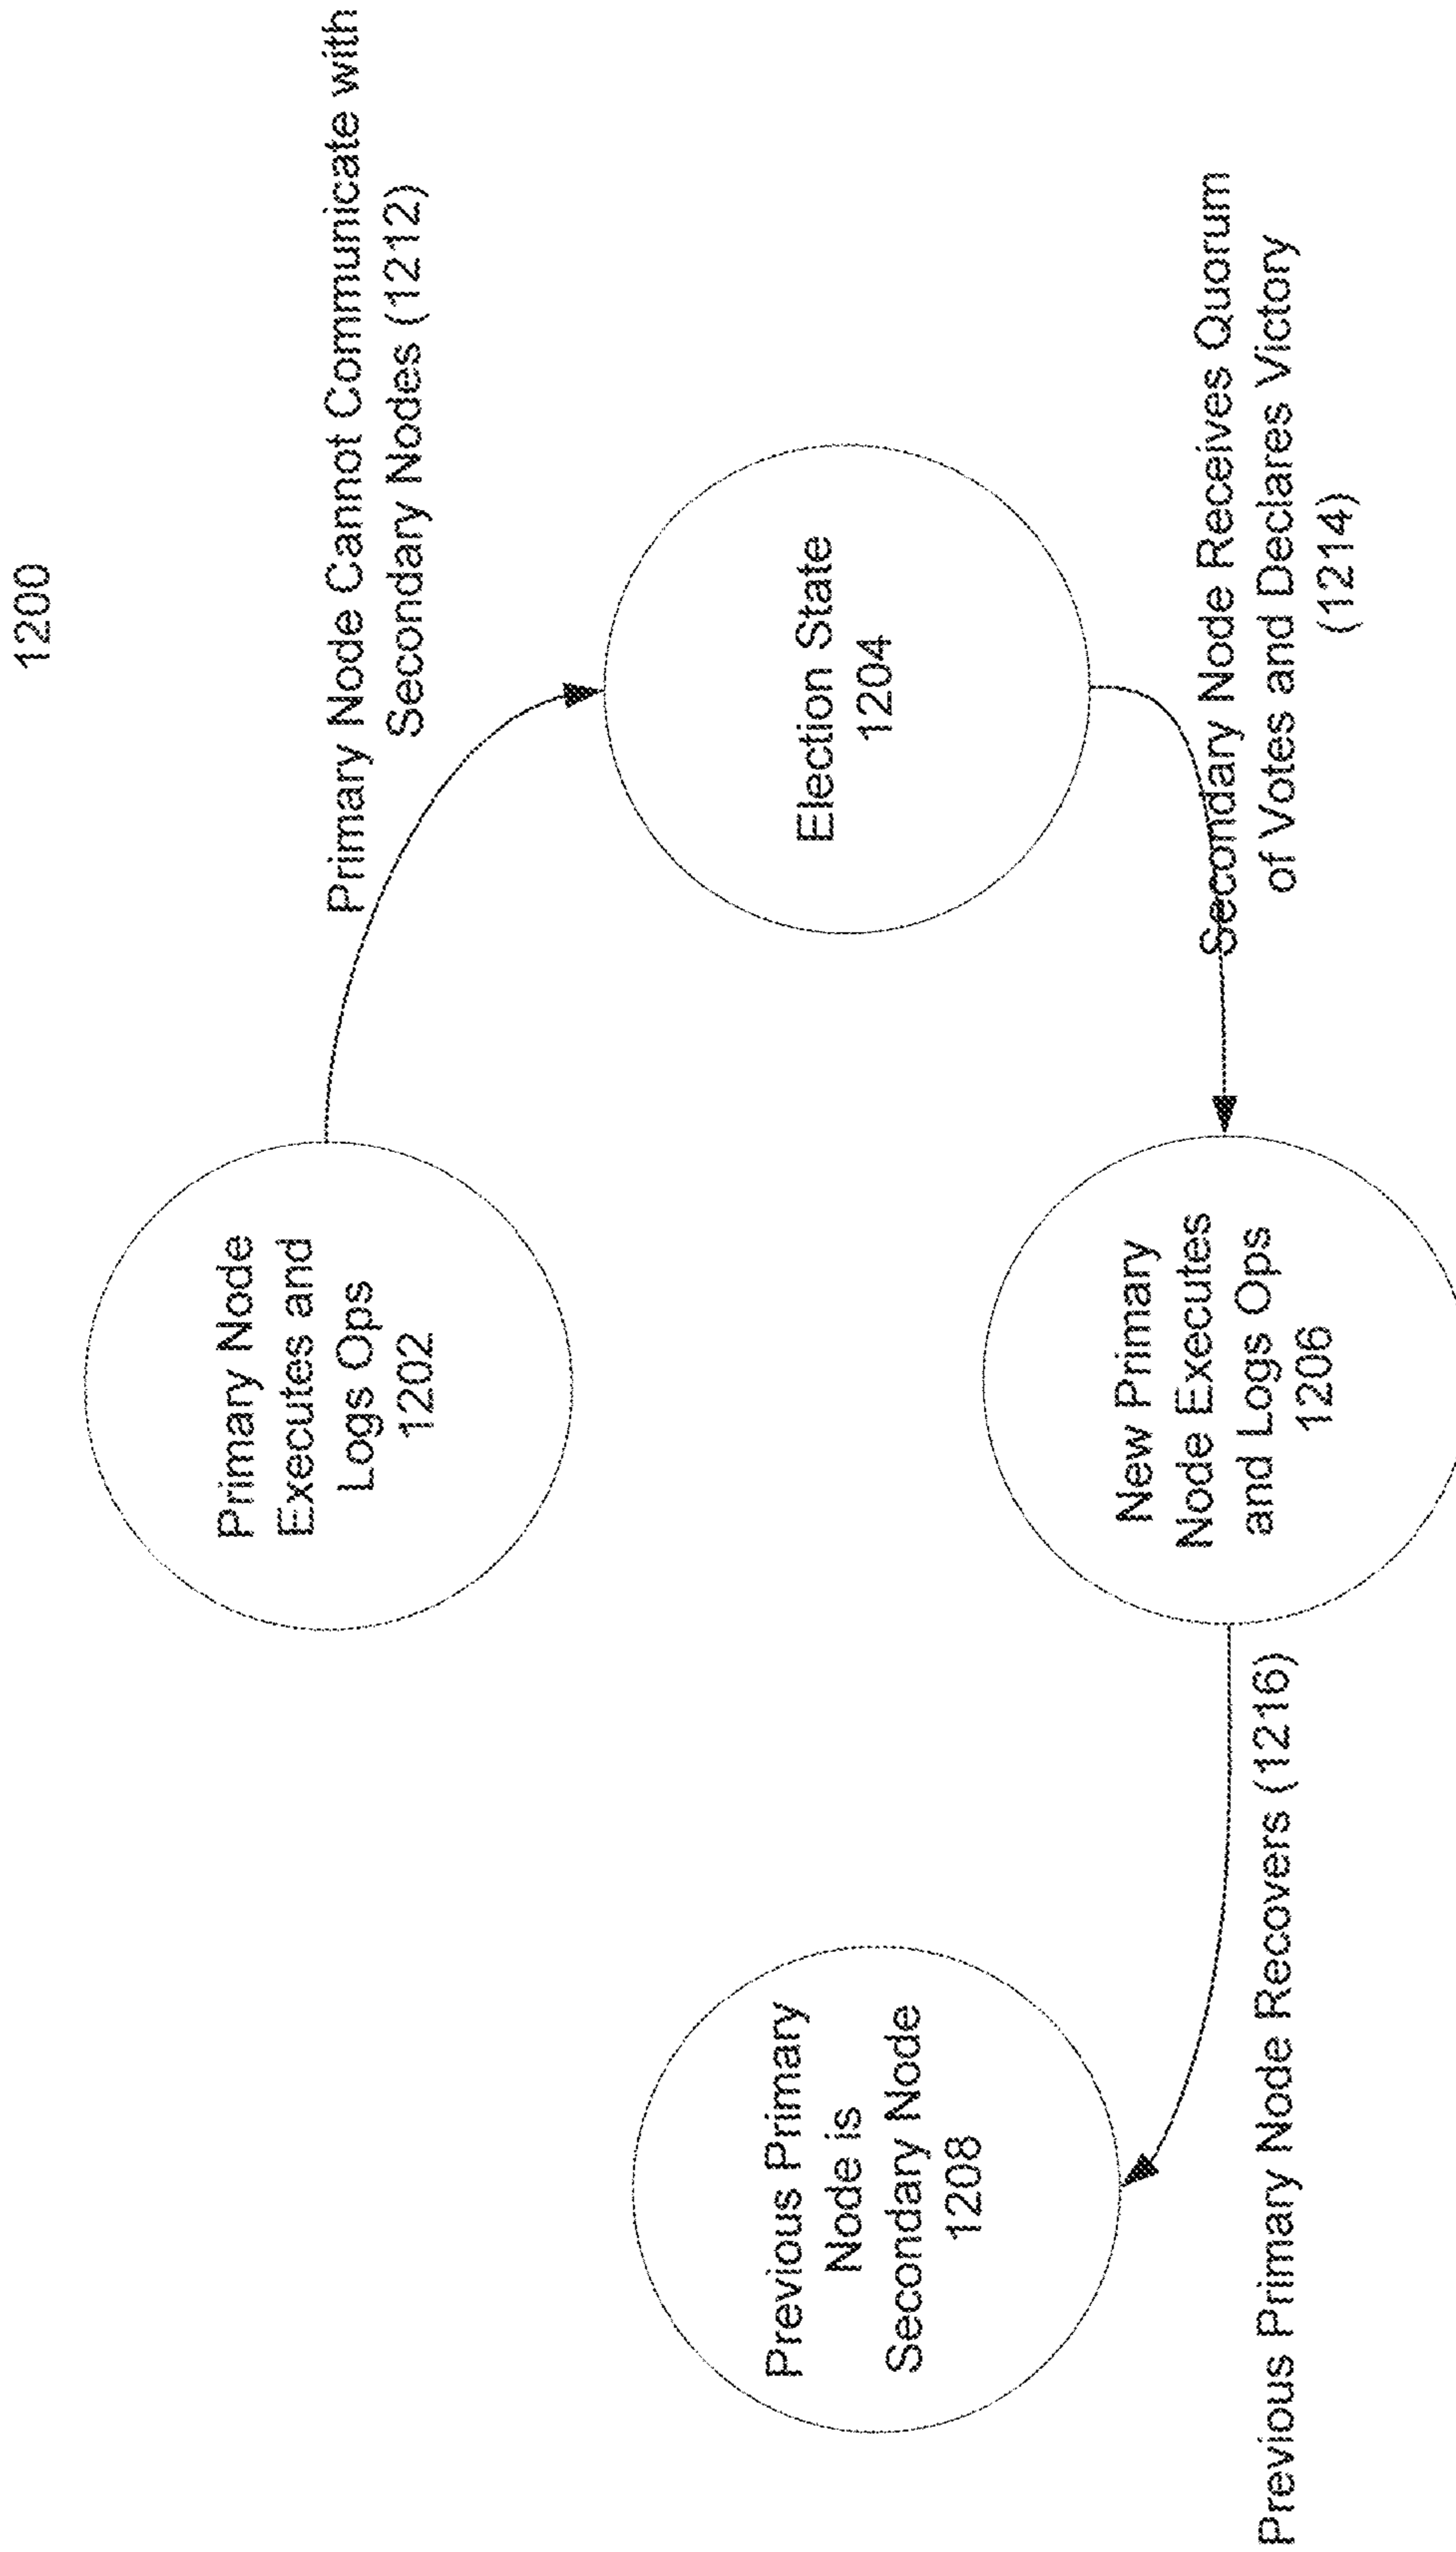 1200
Primary Node Cannot Communicate with
Secondary Nodes (1212)
Primary Node
Executes and
Logs Ops
1202
Election State
1204
Secondary Node Receives Quorum
of Votes and Declares Victory
(1214)
New Primary
Node Executes
and Logs Ops
1206
Previous Primary Node Recovers (1216)
Previous Primary
Node is
Secondary Node
1208